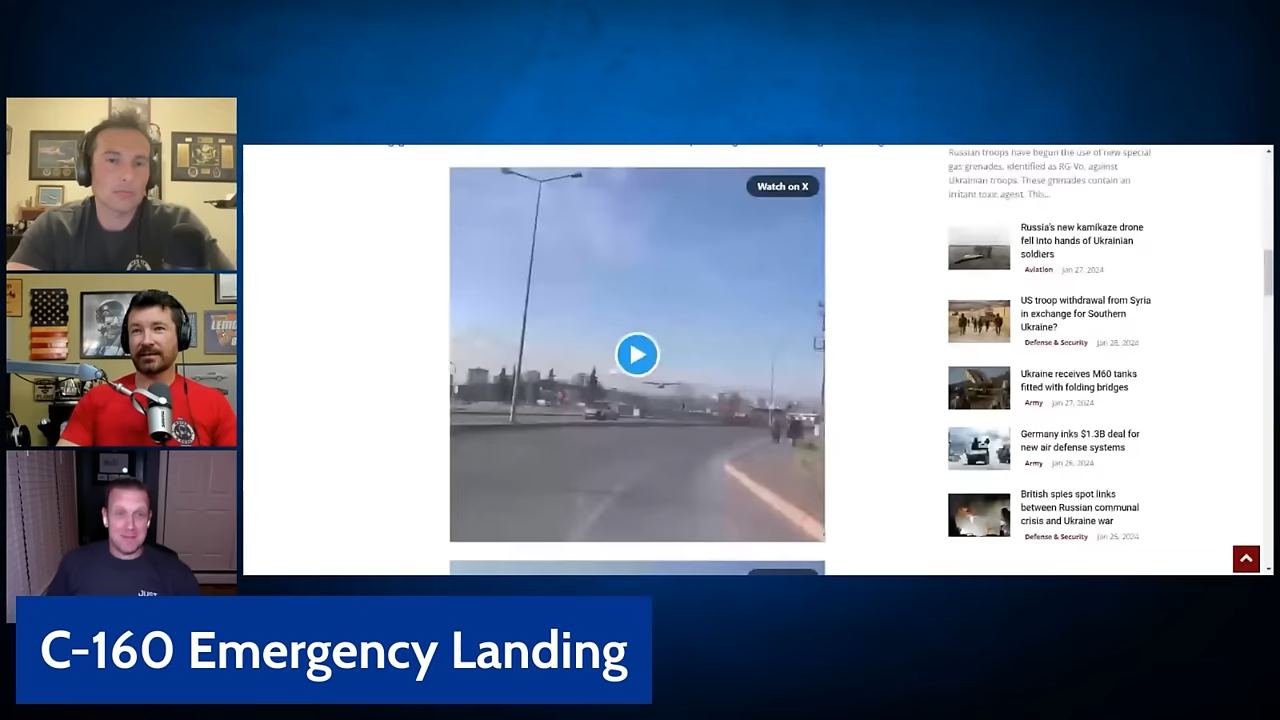 Watch on X
Russian troops have begun the use of new special
gas grenades, identified as RG-Vo, against
Ukrainian troops. These grenades contain an
irritant toxic agent. This...
Russia's new kamikaze drone
fell into hands of Ukrainian
soldiers
Aviation Jan 27, 2024
US troop withdrawal from Syria
in exchange for Southern
Ukraine?
Defense & Security Jan 28, 2024
Ukraine receives M60 tanks
fitted with folding bridges
Army Jan 27, 2024
Germany inks $1.3B deal for
new air defense systems
Army Jan 26, 2024
British spies spot links
between Russian communal
crisis and Ukraine war
Defense & Security Jan 25, 2024
JUST
C-160 Emergency Landing